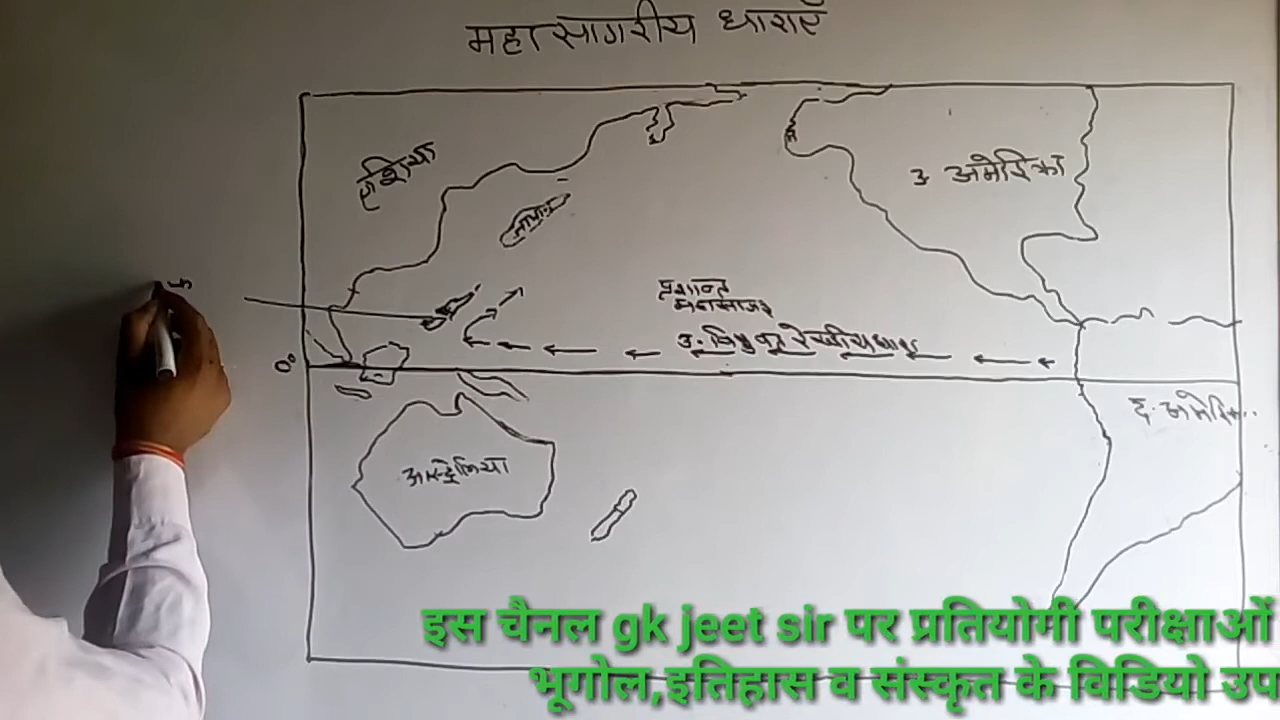 महासागरीय धाराएँ
एशिया
उ अमेरिका
जापान
प्रशान्त
महासागर
उ. विषुवत रेखीय धारा
0°
द. अमेरिका
आस्ट्रेलिया
इस चैनल gk jeet sir पर प्रतियोगी परीक्षाओं
भूगोल,इतिहास व संस्कृत के विडियो उप